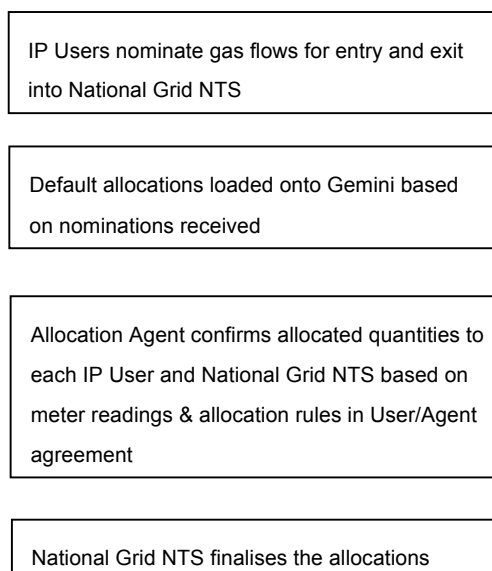 IP Users nominate gas flows for entry and exit
into National Grid NTS
Default allocations loaded onto Gemini based
on nominations received
Allocation Agent confirms allocated quantities to
each IP User and National Grid NTS based on
meter readings & allocation rules in User/Agent
agreement
National Grid NTS finalises the allocations